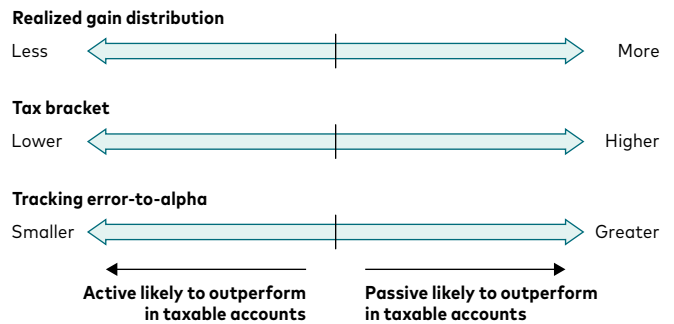 Realized gain distribution
Less More
Tax bracket
Lower Higher
Tracking error-to-alpha
Smaller Greater
Active likely to outperform
in taxable accounts
Passive likely to outperform
in taxable accounts